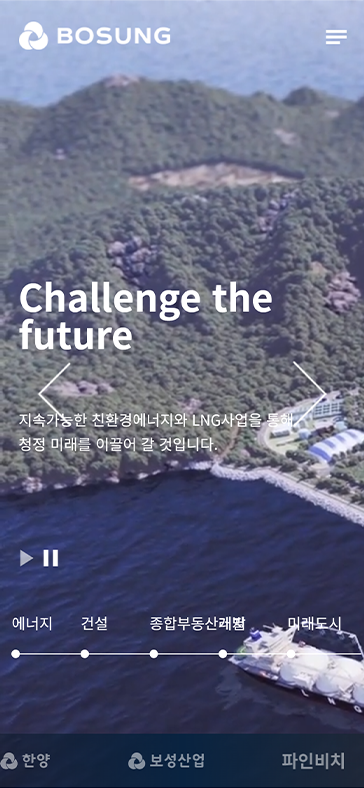 BOSUNG
Challenge the
future
지속가능한 친환경에너지와 LNG사업을 통해
청정 미래를 이끌어 갈 것입니다.
에너지 건설 종합부동산개발 레저 미래도시
한양 보성산업 파인비치